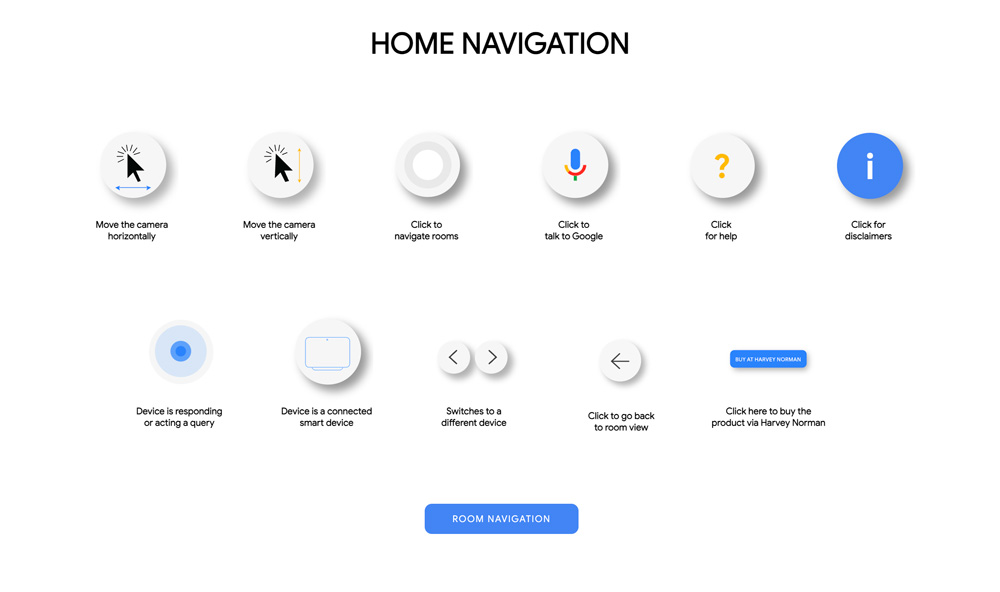 HOME NAVIGATION
Move the camera
horizontally
Move the camera
vertically
Click to
navigate rooms
Click to
talk to Google
Click
for help
Click for
disclaimers
Device is responding
or acting a query
Device is a connected
smart device
Switches to a
different device
Click to go back
to room view
BUY AT HARVEY NORMAN
Click here to buy the
product via Harvey Norman
ROOM NAVIGATION